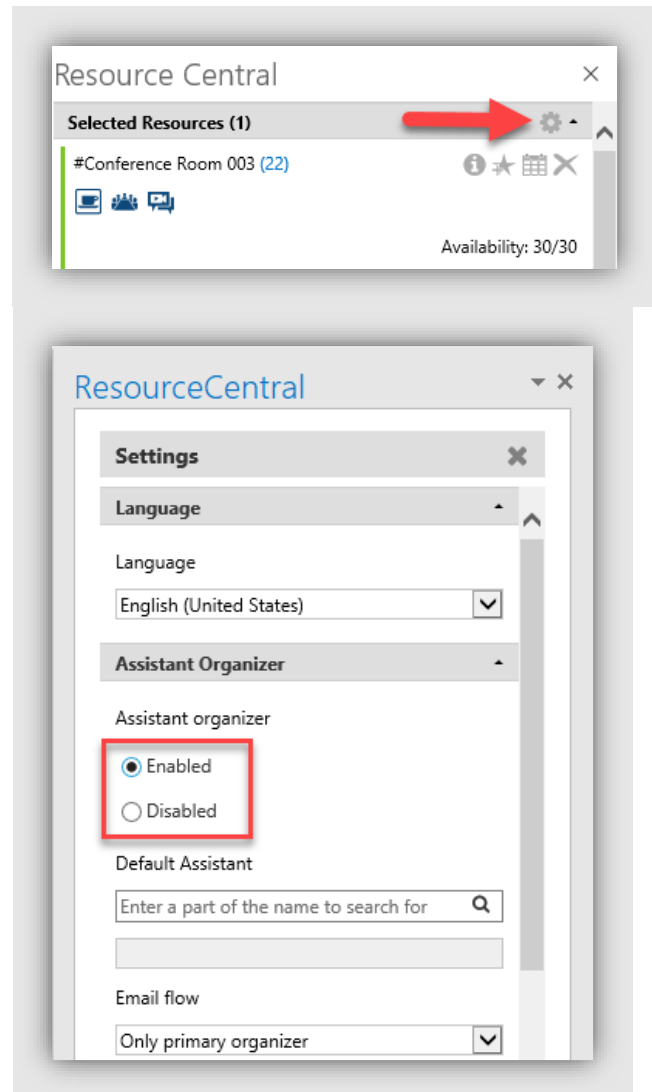 Resource Central
Selected Resources (1)
#Conference Room 003 (22)
Availability: 30/30
ResourceCentral
Settings
Language
Language
English (United States)
Assistant Organizer
Assistant organizer
Enabled
Disabled
Default Assistant
Enter a part of the name to search for
Email flow
Only primary organizer